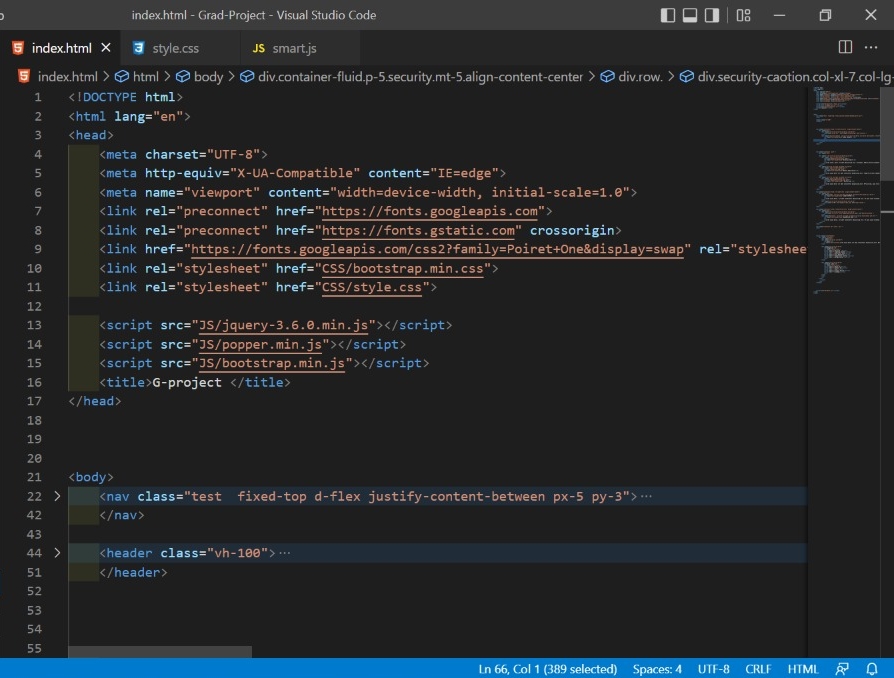 index.html - Grad-Project - Visual Studio Code
index.html style.css JS smart.js
index.html > html > body > div.container-fluid.p-5.security.mt-5.align-content-center > div.row. > div.security-caotion.col-xl-7.col-lg-
1 <!DOCTYPE html>
2 <html lang="en">
3 <head>
4 <meta charset="UTF-8">
5 <meta http-equiv="X-UA-Compatible" content="IE=edge">
6 <meta name="viewport" content="width=device-width, initial-scale=1.0">
7 <link rel="preconnect" href="https://fonts.googleapis.com">
8 <link rel="preconnect" href="https://fonts.gstatic.com" crossorigin>
9 <link href="https://fonts.googleapis.com/css2?family=Poiret+One&display=swap" rel="styleshee
10 <link rel="stylesheet" href="CSS/bootstrap.min.css">
11 <link rel="stylesheet" href="CSS/style.css">
12
13 <script src="JS/jquery-3.6.0.min.js"></script>
14 <script src="JS/popper.min.js"></script>
15 <script src="JS/bootstrap.min.js"></script>
16 <title>G-project </title>
17 </head>
18
19
20
21 <body>
22 <nav class="test  fixed-top d-flex justify-content-between px-5 py-3">...
42 </nav>
43
44 <header class="vh-100">...
51 </header>
52
53
54
55
Ln 66, Col 1 (389 selected) Spaces: 4 UTF-8 CRLF HTML